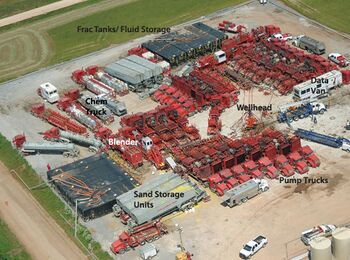 Frac Tanks/ Fluid Storage
Data
Van
Chem
Truck
Wellhead
Blender
Pump Trucks
Sand Storage
Units